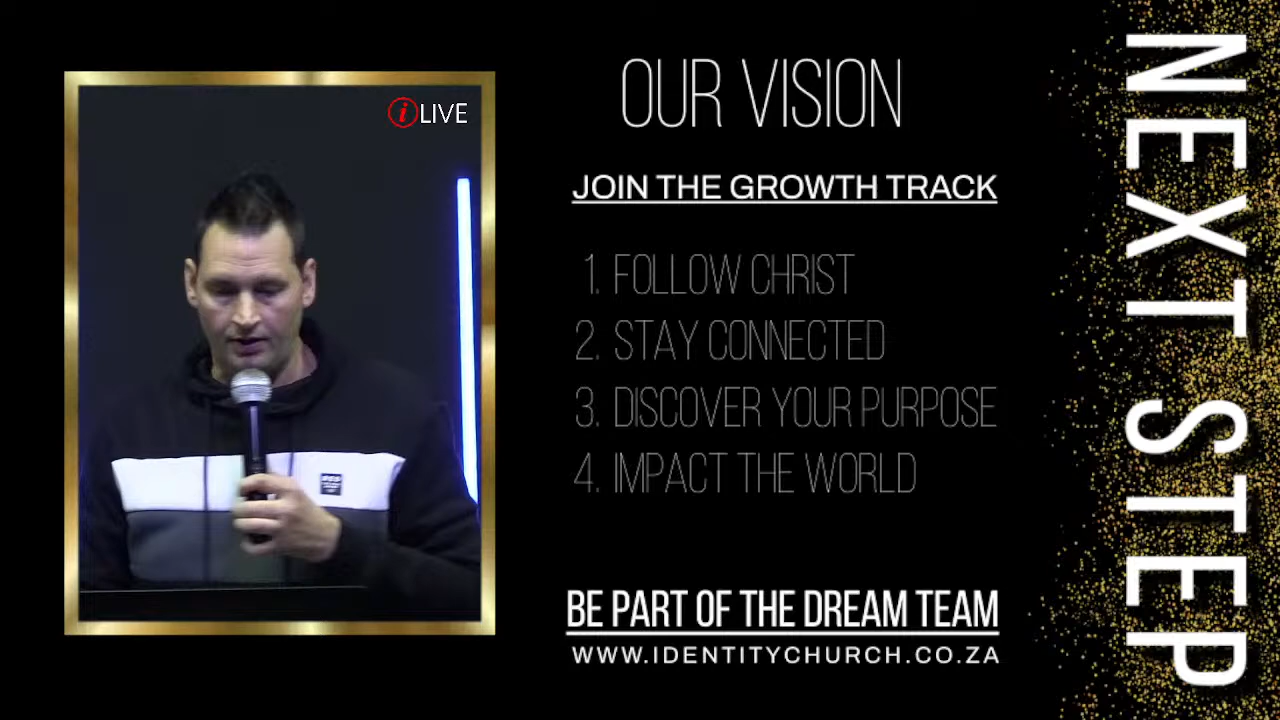 i LIVE
OUR VISION
JOIN THE GROWTH TRACK
1. FOLLOW CHRIST
2. STAY CONNECTED
3. DISCOVER YOUR PURPOSE
4. IMPACT THE WORLD
BE PART OF THE DREAM TEAM
WWW.IDENTITYCHURCH.CO.ZA
NEXT STEP